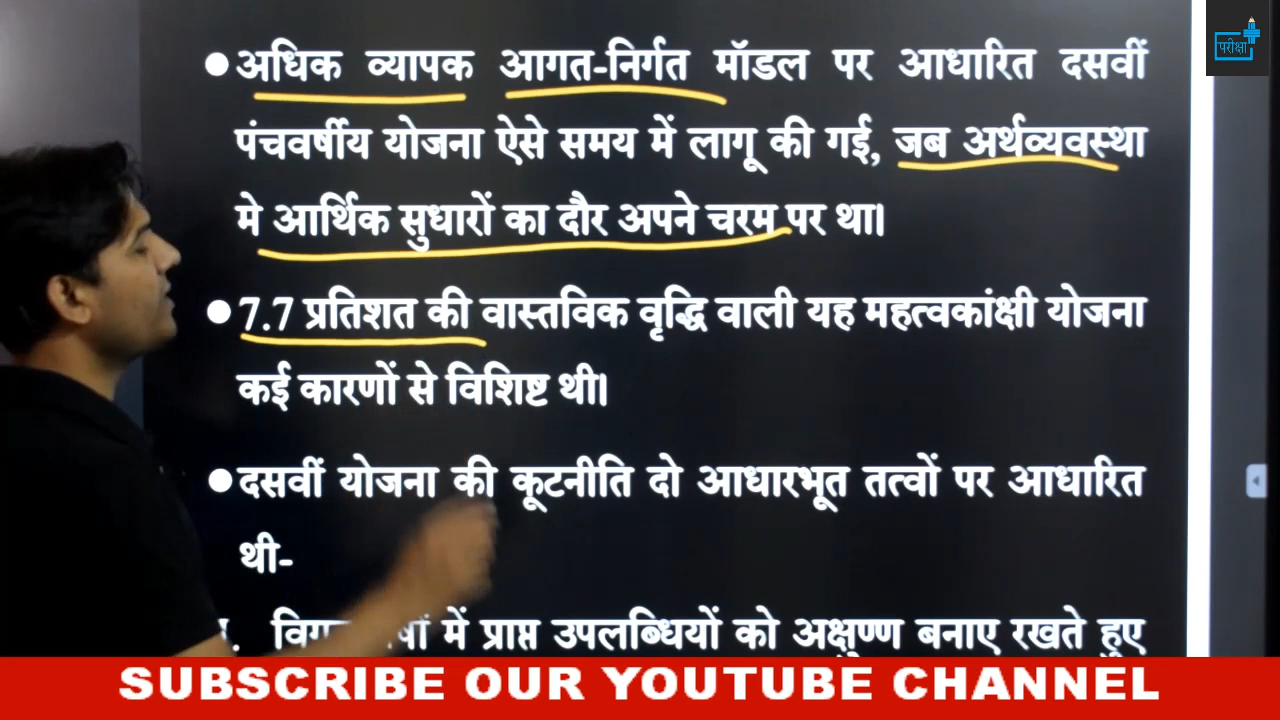 परीक्षा
अधिक व्यापक आगत-निर्गत मॉडल पर आधारित दसवीं
पंचवर्षीय योजना ऐसे समय में लागू की गई, जब अर्थव्यवस्था
मे आर्थिक सुधारों का दौर अपने चरम पर था।
7.7 प्रतिशत की वास्तविक वृद्धि वाली यह महत्वकांक्षी योजना
कई कारणों से विशिष्ट थी।
दसवीं योजना की कूटनीति दो आधारभूत तत्वों पर आधारित
थी-
में प्राप्त उपलब्धियों को अक्षुण्ण बनाए रखते हुए
SUBSCRIBE OUR YOUTUBE CHANNEL